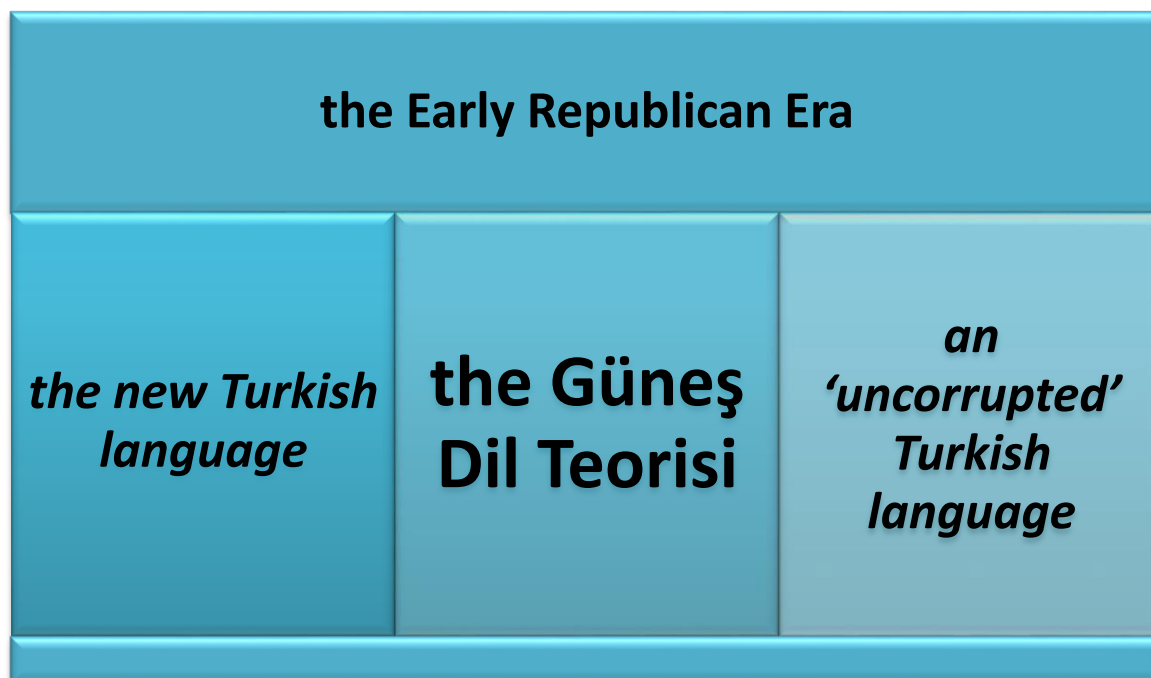 the Early Republican Era
the new Turkish
language
the Güneş
Dil Teorisi
an
‘uncorrupted’
Turkish
language